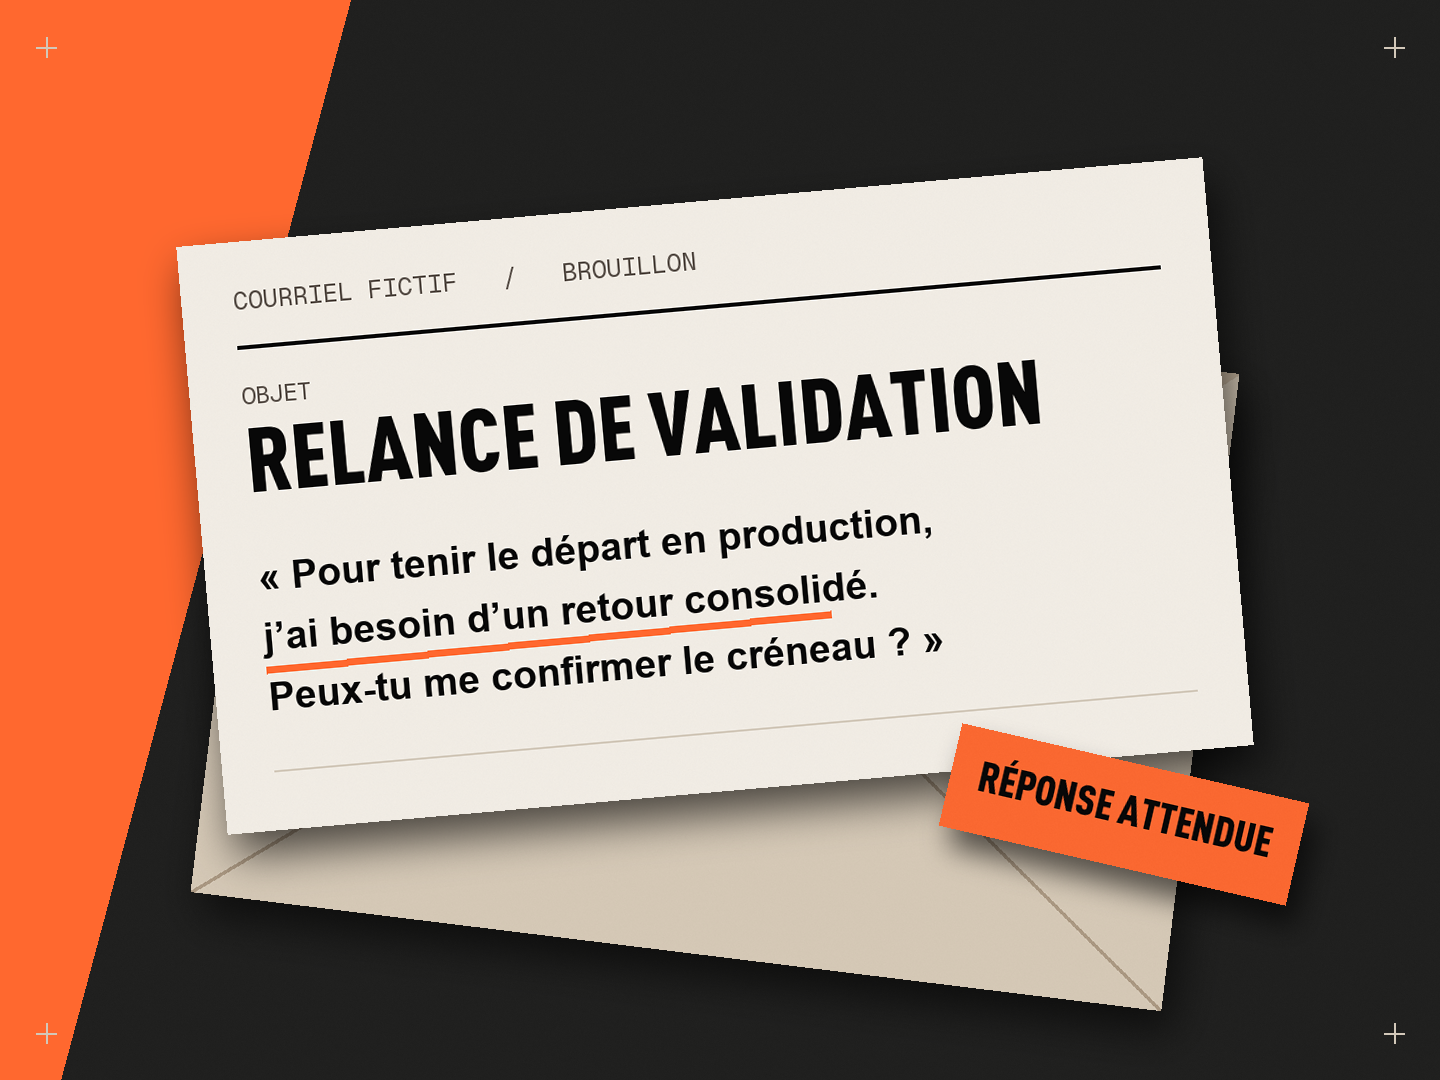 COURRIEL FICTIF / BROUILLON
OBJET
RELANCE DE VALIDATION
« Pour tenir le départ en production,
j’ai besoin d’un retour consolidé.
Peux-tu me confirmer le créneau ? »
RÉPONSE ATTENDUE